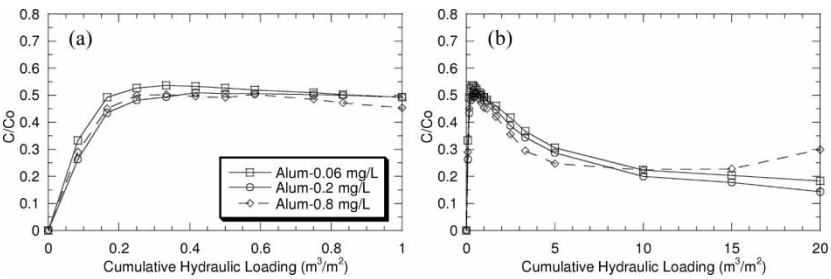 (a)
0.8
0.7
0.6
0.5
0.4
0.3
0.2
0.1
0
C/Co
Alum-0.06 mg/L
Alum-0.2 mg/L
Alum-0.8 mg/L
0 0.2 0.4 0.6 0.8 1
Cumulative Hydraulic Loading (m³/m²)
(b)
0.8
0.7
0.6
0.5
0.4
0.3
0.2
0.1
0.0
C/Co
0 5 10 15 20
Cumulative Hydraulic Loading (m³/m²)